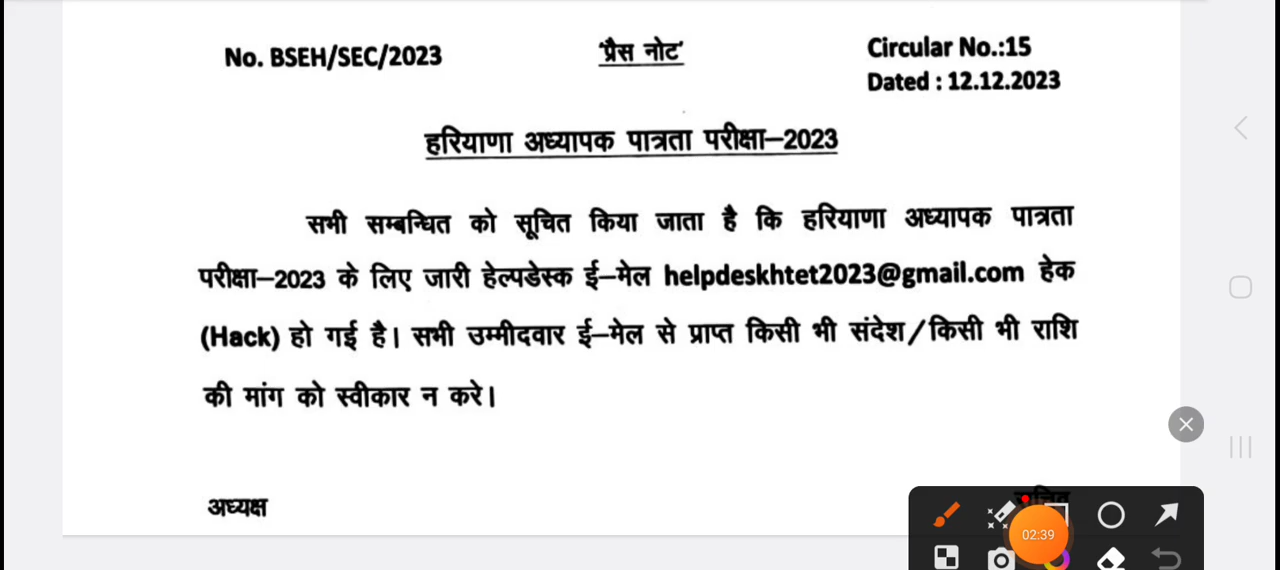 No. BSEH/SEC/2023 'प्रैस नोट' Circular No.:15
Dated : 12.12.2023
हरियाणा अध्यापक पात्रता परीक्षा–2023
सभी सम्बन्धित को सूचित किया जाता है कि हरियाणा अध्यापक पात्रता
परीक्षा–2023 के लिए जारी हेल्पडेस्क ई–मेल helpdeskhtet2023@gmail.com हेक
(Hack) हो गई है। सभी उम्मीदवार ई–मेल से प्राप्त किसी भी संदेश/किसी भी राशि
की मांग को स्वीकार न करे।
अध्यक्ष
02:39